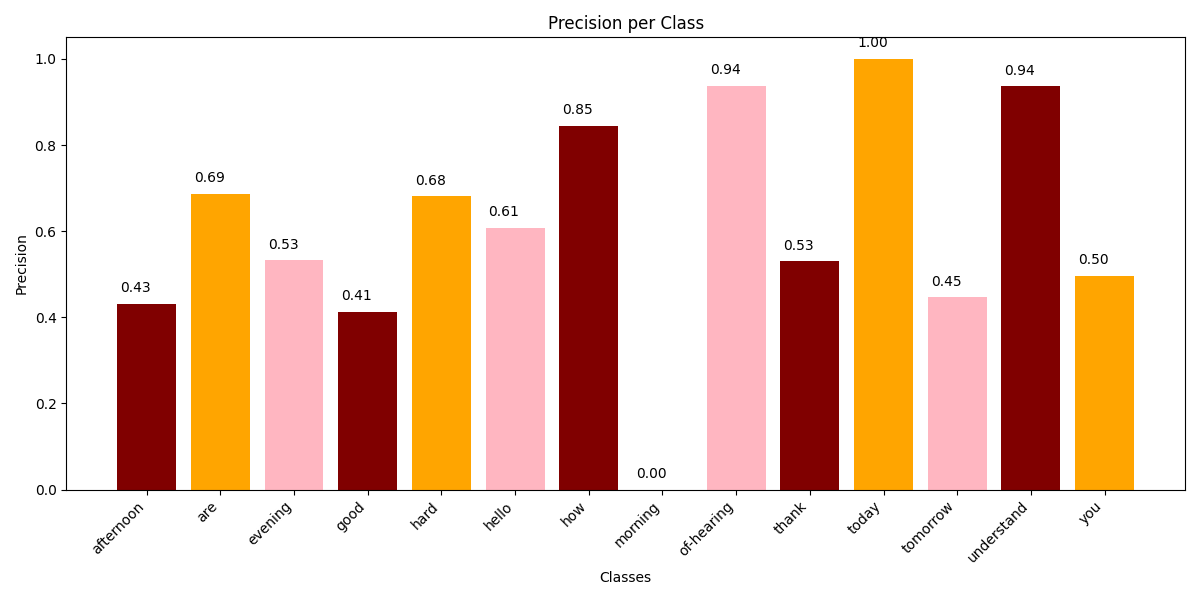 Precision per Class
Precision
1.0
0.8
0.6
0.4
0.2
0.0
0.43
0.69
0.53
0.41
0.68
0.61
0.85
0.00
0.94
0.53
1.00
0.45
0.94
0.50
afternoon
are
evening
good
hard
hello
how
morning
of-hearing
thank
today
tomorrow
understand
you
Classes